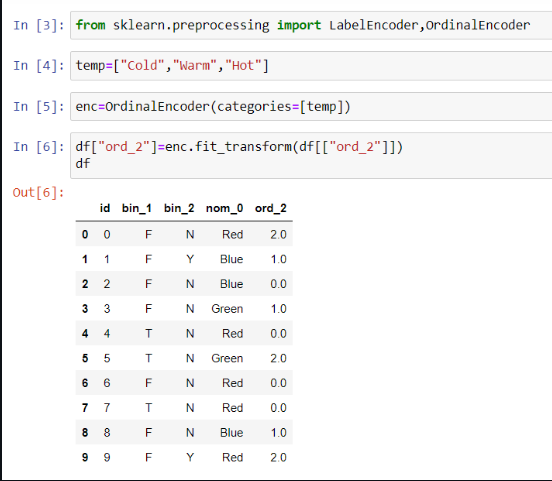 In [3]: from sklearn.preprocessing import LabelEncoder,OrdinalEncoder
In [4]: temp=["Cold","Warm","Hot"]
In [5]: enc=OrdinalEncoder(categories=[temp])
In [6]: df["ord_2"]=enc.fit_transform(df[["ord_2"]])
df
Out[6]:
id bin_1 bin_2 nom_0 ord_2
0 0 F N Red 2.0
1 1 F Y Blue 1.0
2 2 F N Blue 0.0
3 3 F N Green 1.0
4 4 T N Red 0.0
5 5 T N Green 2.0
6 6 F N Red 0.0
7 7 T N Red 0.0
8 8 F N Blue 1.0
9 9 F Y Red 2.0